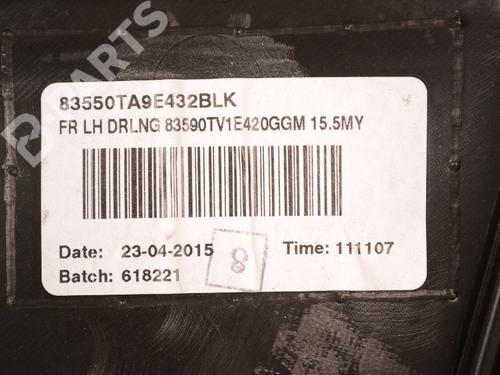 B-PARTS
83550TA9E432BLK
FR LH DRLNG 83590TV1E420GGM 15.5MY
Date: 23-04-2015
Time: 111107
8
Batch: 618221